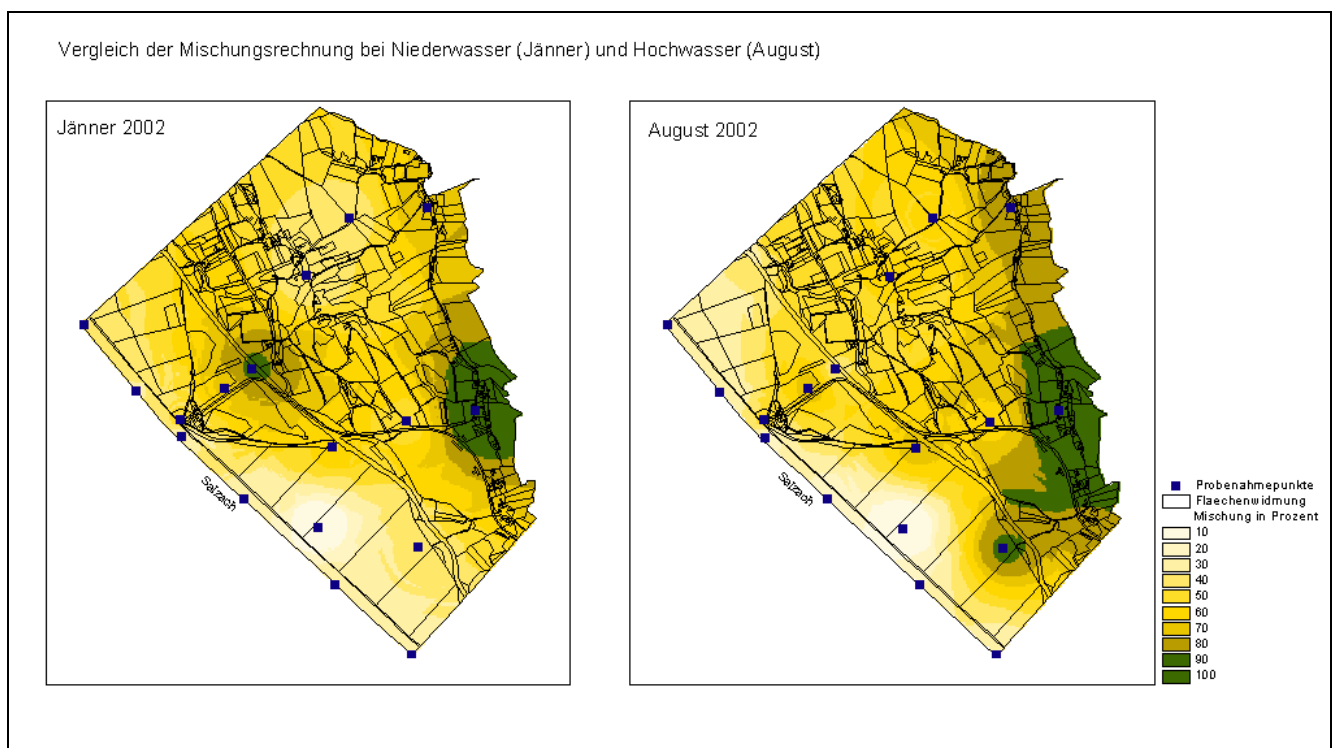 Vergleich der Mischungsrechnung bei Niederwasser (Jänner) und Hochwasser (August)
Jänner 2002
August 2002
Salzach
Salzach
Probenahmepunkte
Flaechenwidmung
Mischung in Prozent
10
20
30
40
50
60
70
80
90
100